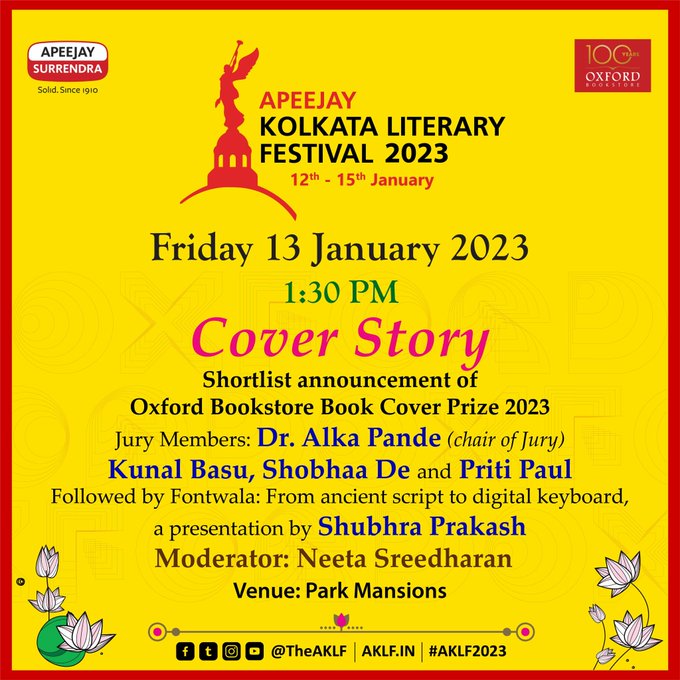 APEEJAY
SURRENDRA
Solid. Since 1910
100 YEARS
OXFORD
BOOKSTORE
APEEJAY
KOLKATA LITERARY
FESTIVAL 2023
12th - 15th January
Friday 13 January 2023
1:30 PM
Cover Story
Shortlist announcement of
Oxford Bookstore Book Cover Prize 2023
Jury Members: Dr. Alka Pande (chair of Jury)
Kunal Basu, Shobhaa De and Priti Paul
Followed by Fontwala: From ancient script to digital keyboard,
a presentation by Shubhra Prakash
Moderator: Neeta Sreedharan
Venue: Park Mansions
@TheAKLF | AKLF.IN | #AKLF2023